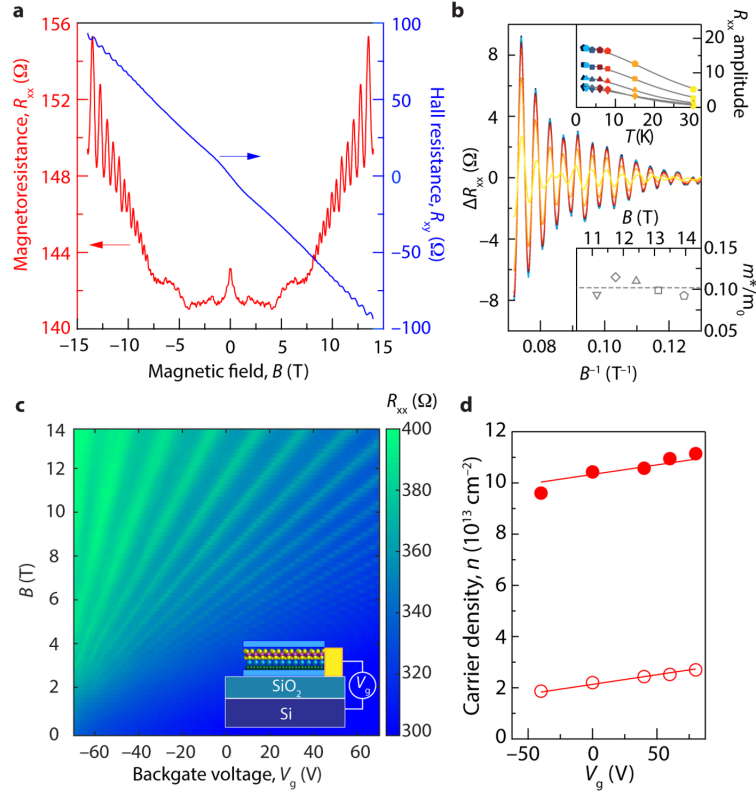 a
Magnetoresistance, Rxx (Ω)
156
152
148
144
140
100
50
0
−50
−100
Hall resistance, Rxy (Ω)
−15 −10 −5 0 5 10 15
Magnetic field, B (T)
b
ΔRxx (Ω)
8
4
0
−4
−8
0.08 0.10 0.12
B−1 (T−1)
Rxx amplitude
20
10
0
0 10 20 30
T(K)
B (T)
11 12 13 14
0.15
0.10
0.00
m*/m0
c
Rxx (Ω)
400
380
360
340
320
300
B (T)
14
12
10
8
6
4
2
0
−60 −40 −20 0 20 40 60
Backgate voltage, Vg (V)
SiO2
Si
Vg
d
Carrier density, n (10¹³ cm−2)
12
10
8
6
4
2
0
−50 0 50
Vg (V)